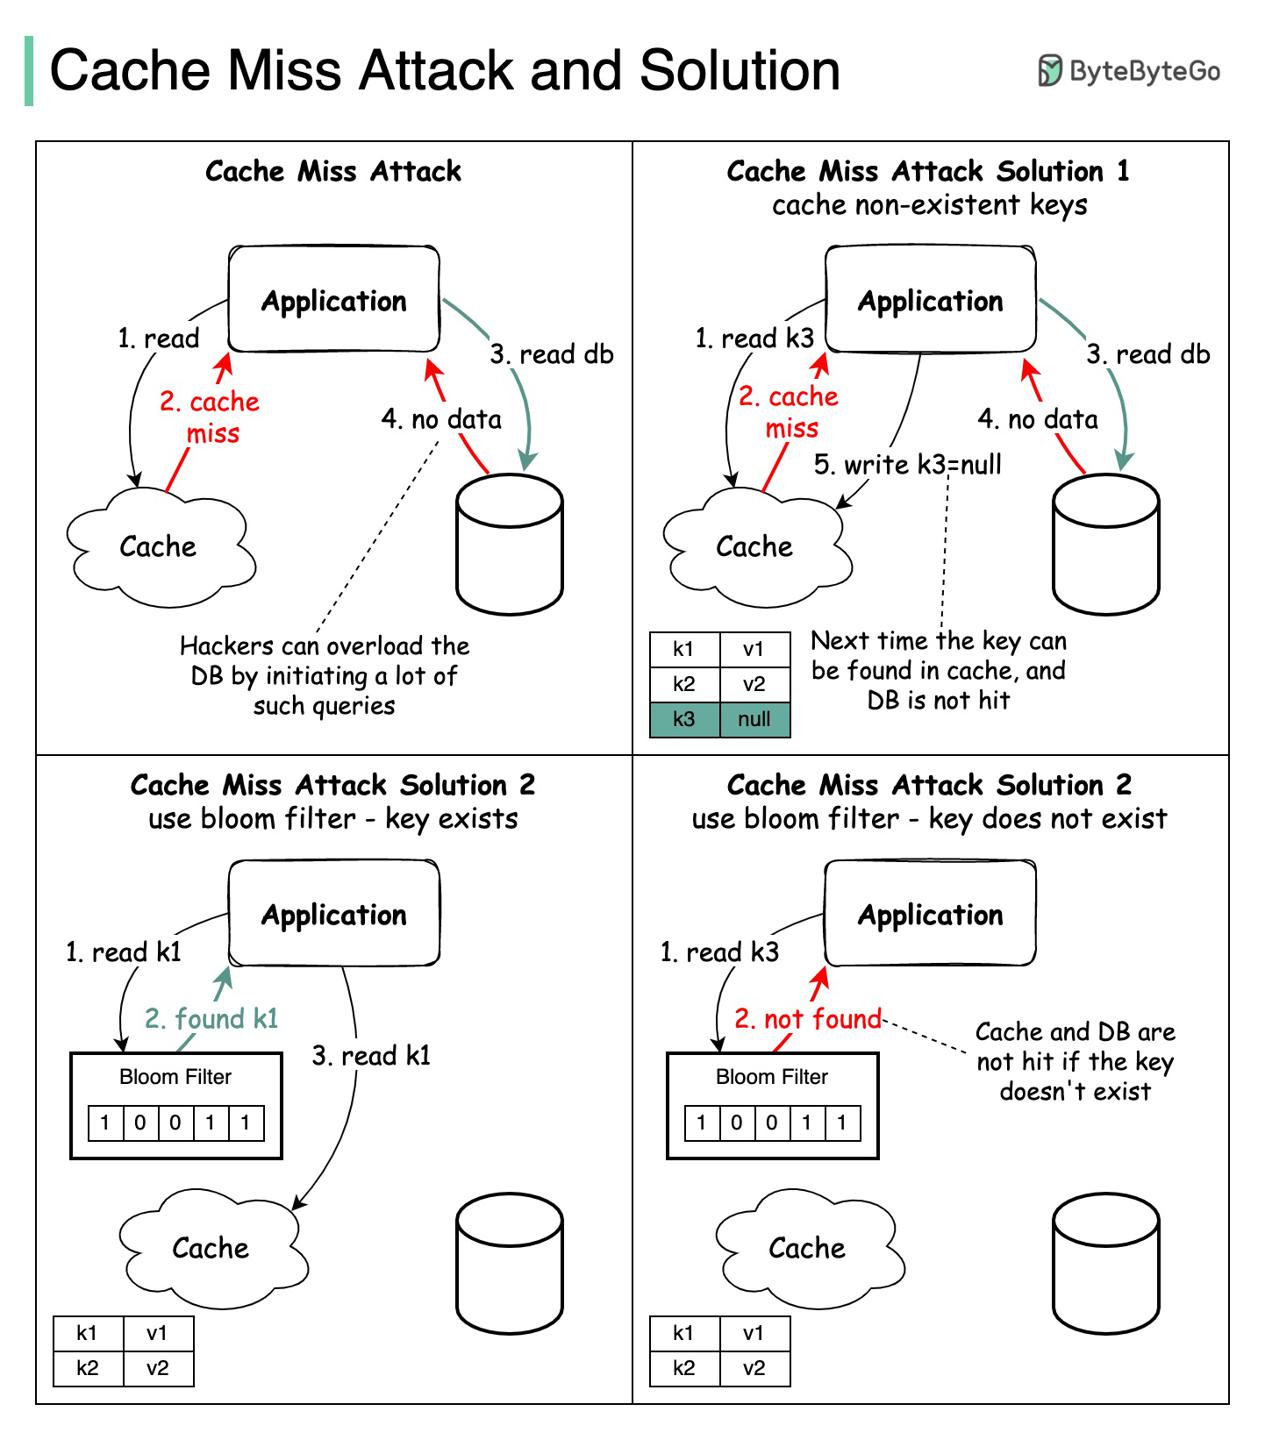 Cache Miss Attack and Solution
ByteByteGo
Cache Miss Attack
Application
1. read
2. cache
miss
3. read db
4. no data
Cache
Hackers can overload the
DB by initiating a lot of
such queries
Cache Miss Attack Solution 1
cache non-existent keys
Application
1. read k3
2. cache
miss
3. read db
4. no data
5. write k3=null
Cache
k1 v1
k2 v2
k3 null
Next time the key can
be found in cache, and
DB is not hit
Cache Miss Attack Solution 2
use bloom filter - key exists
Application
1. read k1
2. found k1
3. read k1
Bloom Filter
1 0 0 1 1
Cache
k1 v1
k2 v2
Cache Miss Attack Solution 2
use bloom filter - key does not exist
Application
1. read k3
2. not found
Cache and DB are
not hit if the key
doesn't exist
Bloom Filter
1 0 0 1 1
Cache
k1 v1
k2 v2